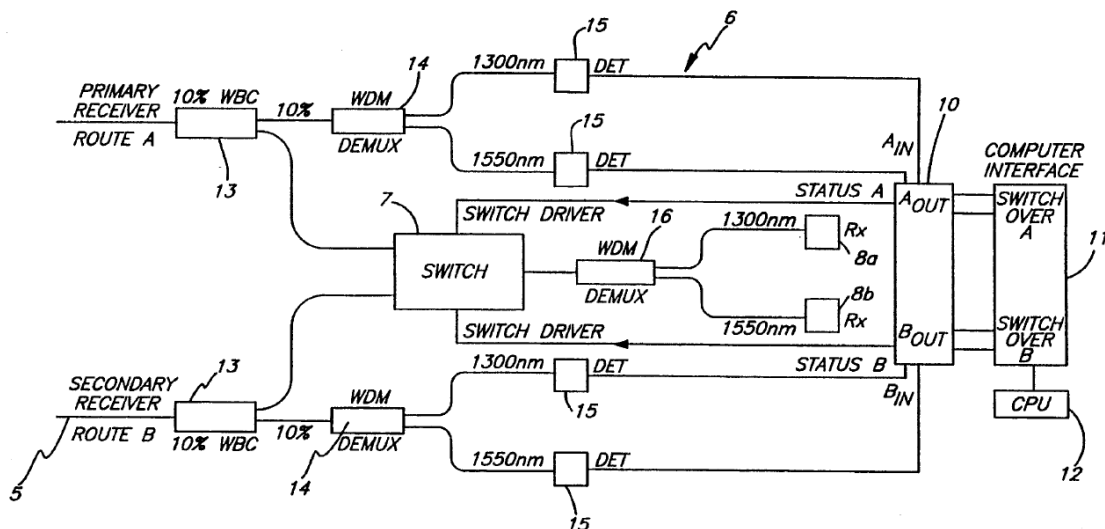 15
6
1300nm
DET
14
PRIMARY
RECEIVER
ROUTE A
10% WBC
10%
WDM
DEMUX
13
15
1550nm
DET
A IN
10
COMPUTER
INTERFACE
STATUS A
7
SWITCH DRIVER
16
A OUT
SWITCH
OVER
A
11
SWITCH
WDM
DEMUX
1300nm
Rx
8a
8b
1550nm
Rx
SWITCH DRIVER
B OUT
SWITCH
OVER
B
STATUS B
B IN
SECONDARY
RECEIVER
ROUTE B
13
10% WBC
10%
WDM
DEMUX
1300nm
DET
15
CPU
12
5
14
1550nm
DET
15